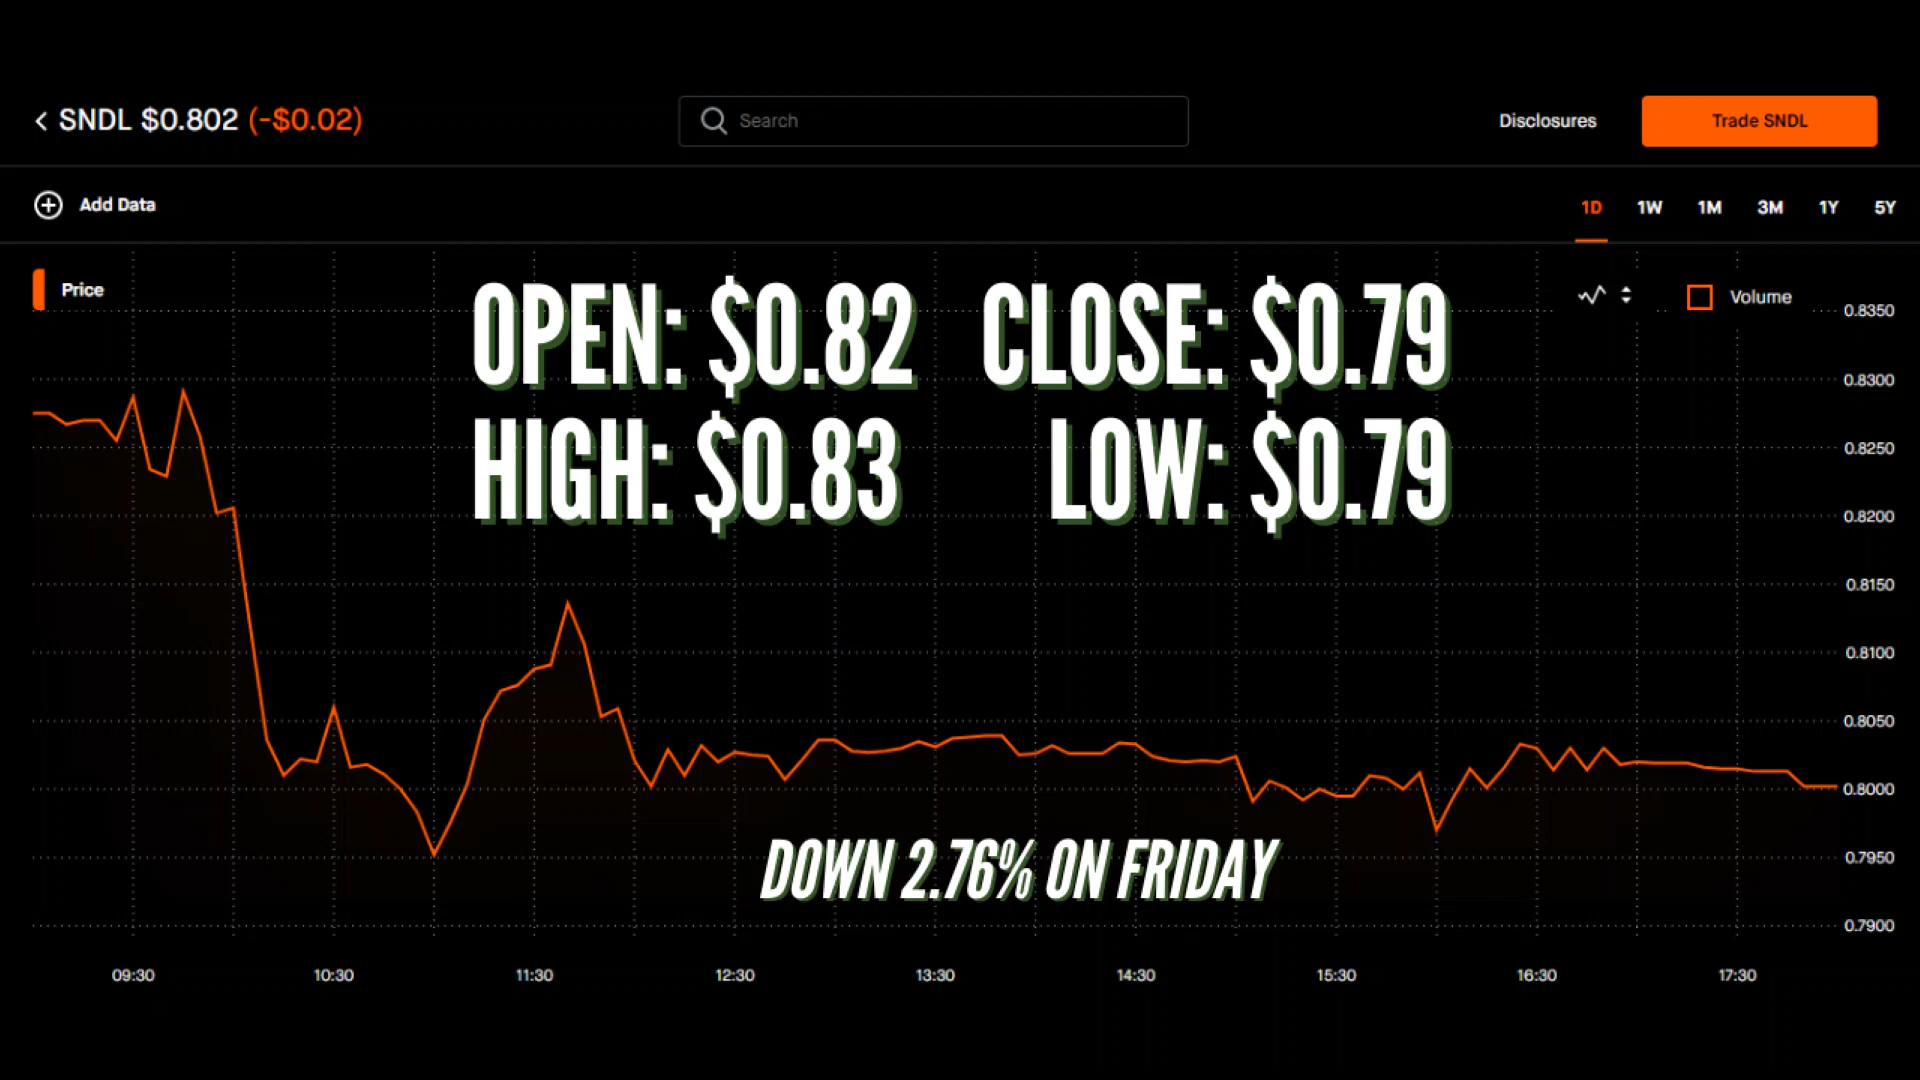 SNDL $0.802 (-$0.02)
Search
Disclosures
Trade SNDL
Add Data
1D 1W 1M 3M 1Y 5Y
Price
Volume
OPEN: $0.82 CLOSE: $0.79
HIGH: $0.83 LOW: $0.79
0.8350
0.8300
0.8250
0.8200
0.8150
0.8100
0.8050
0.8000
0.7950
0.7900
DOWN 2.76% ON FRIDAY
09:30 10:30 11:30 12:30 13:30 14:30 15:30 16:30 17:30